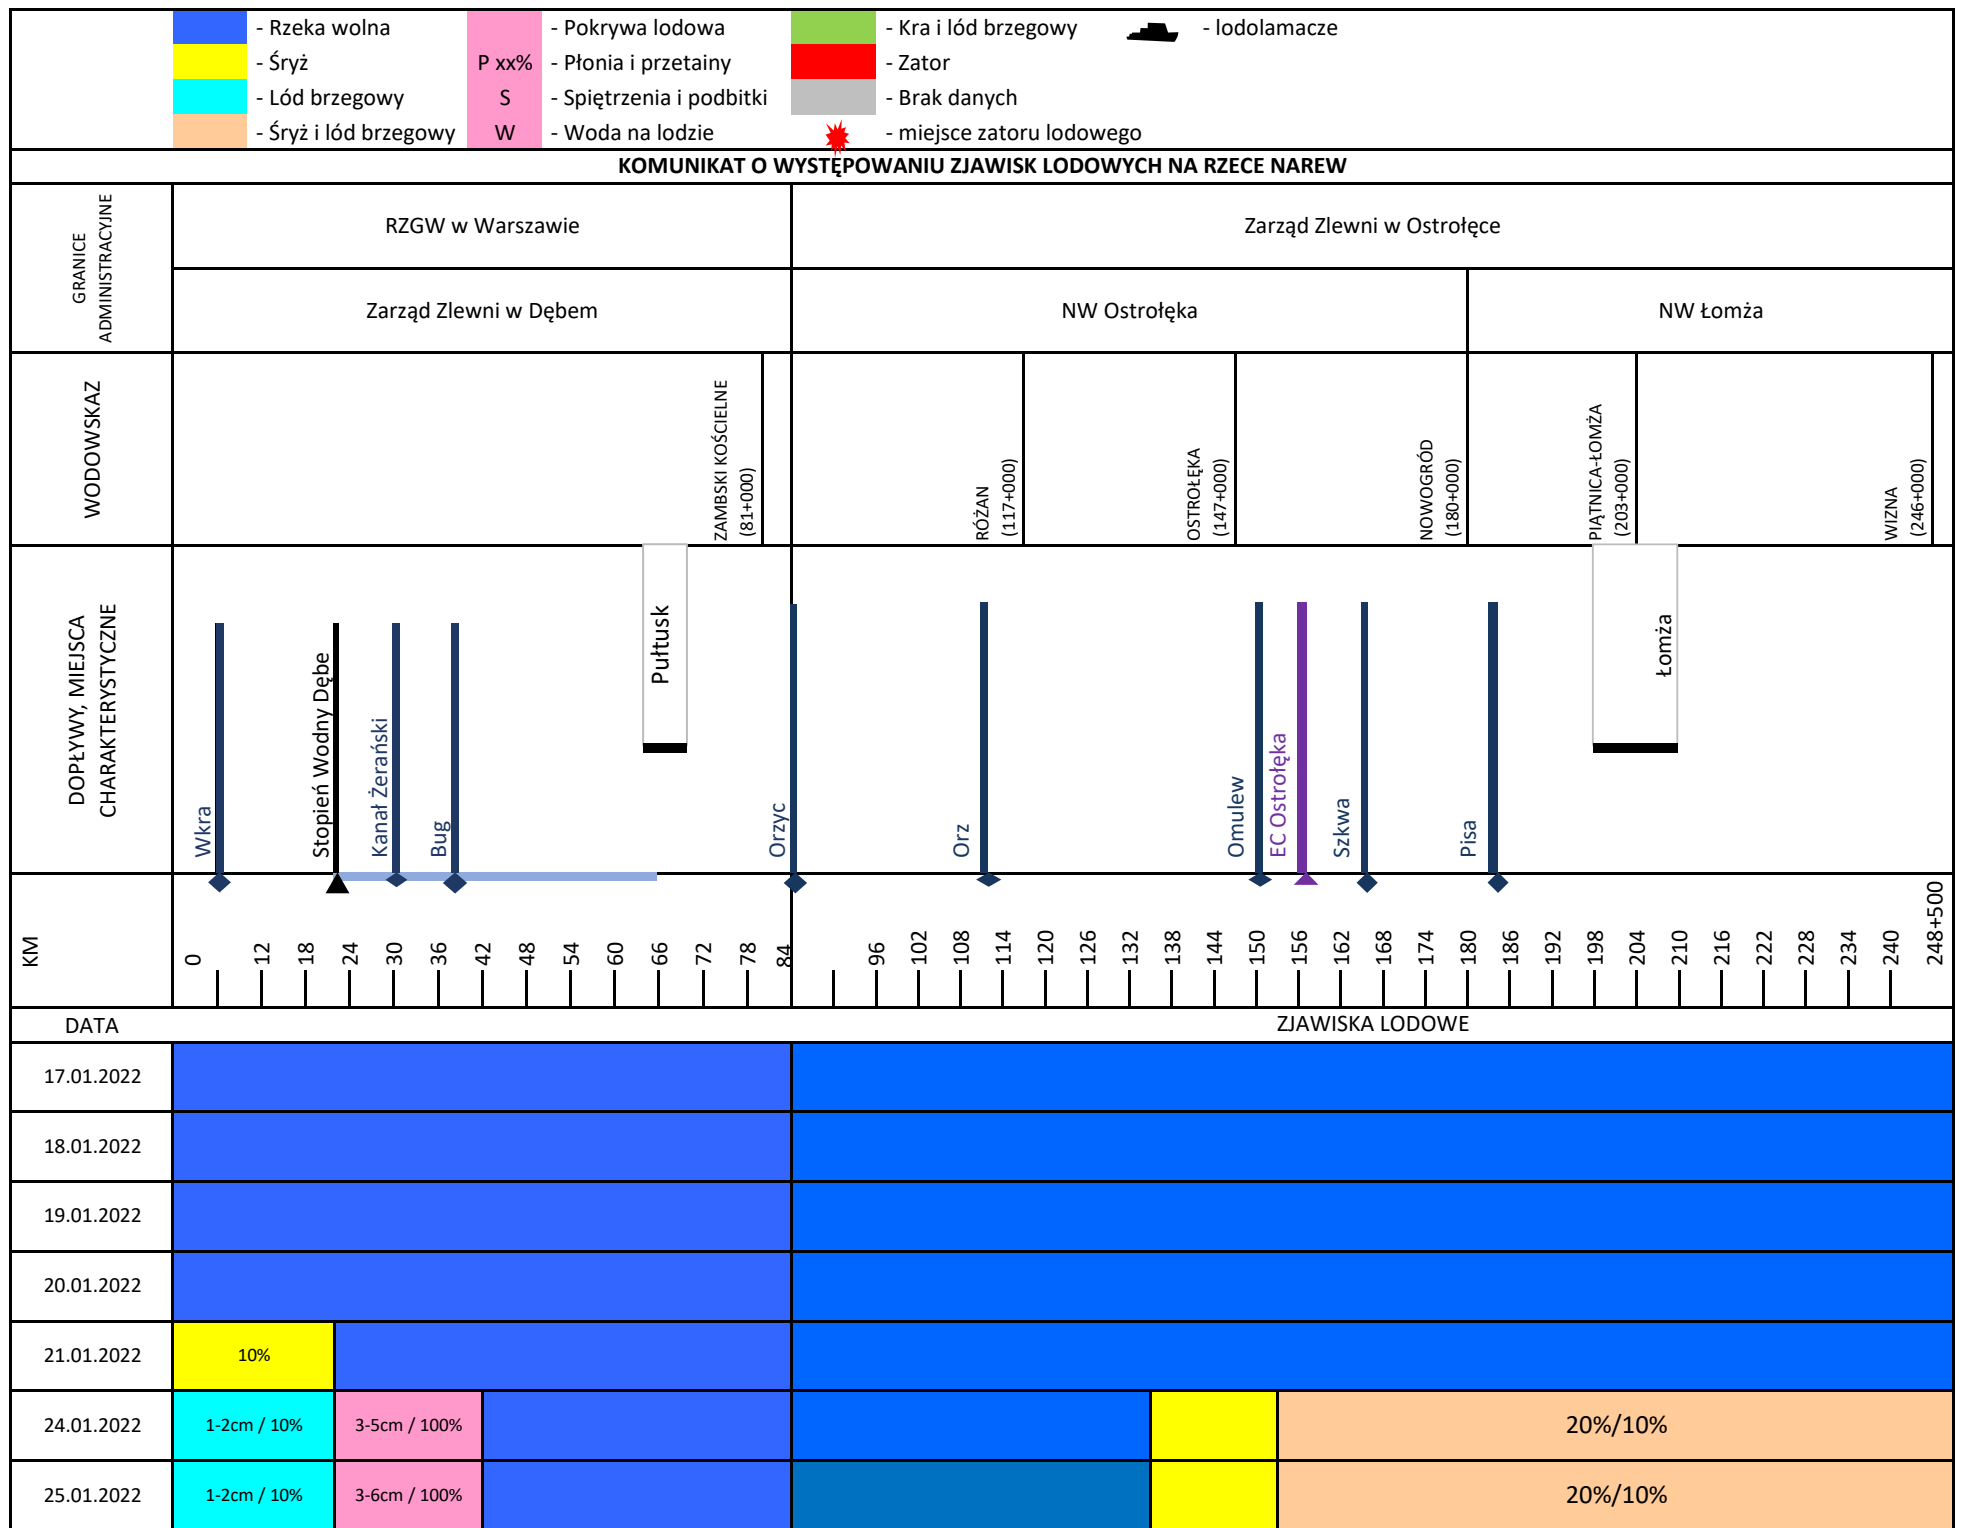 - Rzeka wolna
- Pokrywa lodowa
- Kra i lód brzegowy
- lodolamacze
- Śryż
P xx%
- Płonia i przetainy
- Zator
- Lód brzegowy
S
- Spiętrzenia i podbitki
- Brak danych
- Śryż i lód brzegowy
W
- Woda na lodzie
- miejsce zatoru lodowego
KOMUNIKAT O WYSTĘPOWANIU ZJAWISK LODOWYCH NA RZECE NAREW
GRANICE
ADMINISTRACYJNE
RZGW w Warszawie
Zarząd Zlewni w Ostrołęce
Zarząd Zlewni w Dębem
NW Ostrołęka
NW Łomża
WODOWSKAZ
ZAMBSKI KOŚCIELNE
(81+000)
RÓŻAN
(117+000)
OSTROŁĘKA
(147+000)
NOWOGRÓD
(180+000)
PIĄTNICA-ŁOMŻA
(203+000)
WIZNA
(246+000)
DOPŁYWY, MIEJSCA
CHARAKTERYSTYCZNE
Wkra
Stopień Wodny Dębe
Kanał Żerański
Bug
Pułtusk
Orzyc
Orz
Omulew
EC Ostrołęka
Szkwa
Pisa
Łomża
KM
0
12
18
24
30
36
42
48
54
60
66
72
78
84
96
102
108
114
120
126
132
138
144
150
156
162
168
174
180
186
192
198
204
210
216
222
228
234
240
248+500
DATA
ZJAWISKA LODOWE
17.01.2022
18.01.2022
19.01.2022
20.01.2022
21.01.2022
10%
24.01.2022
1-2cm / 10%
3-5cm / 100%
20%/10%
25.01.2022
1-2cm / 10%
3-6cm / 100%
20%/10%